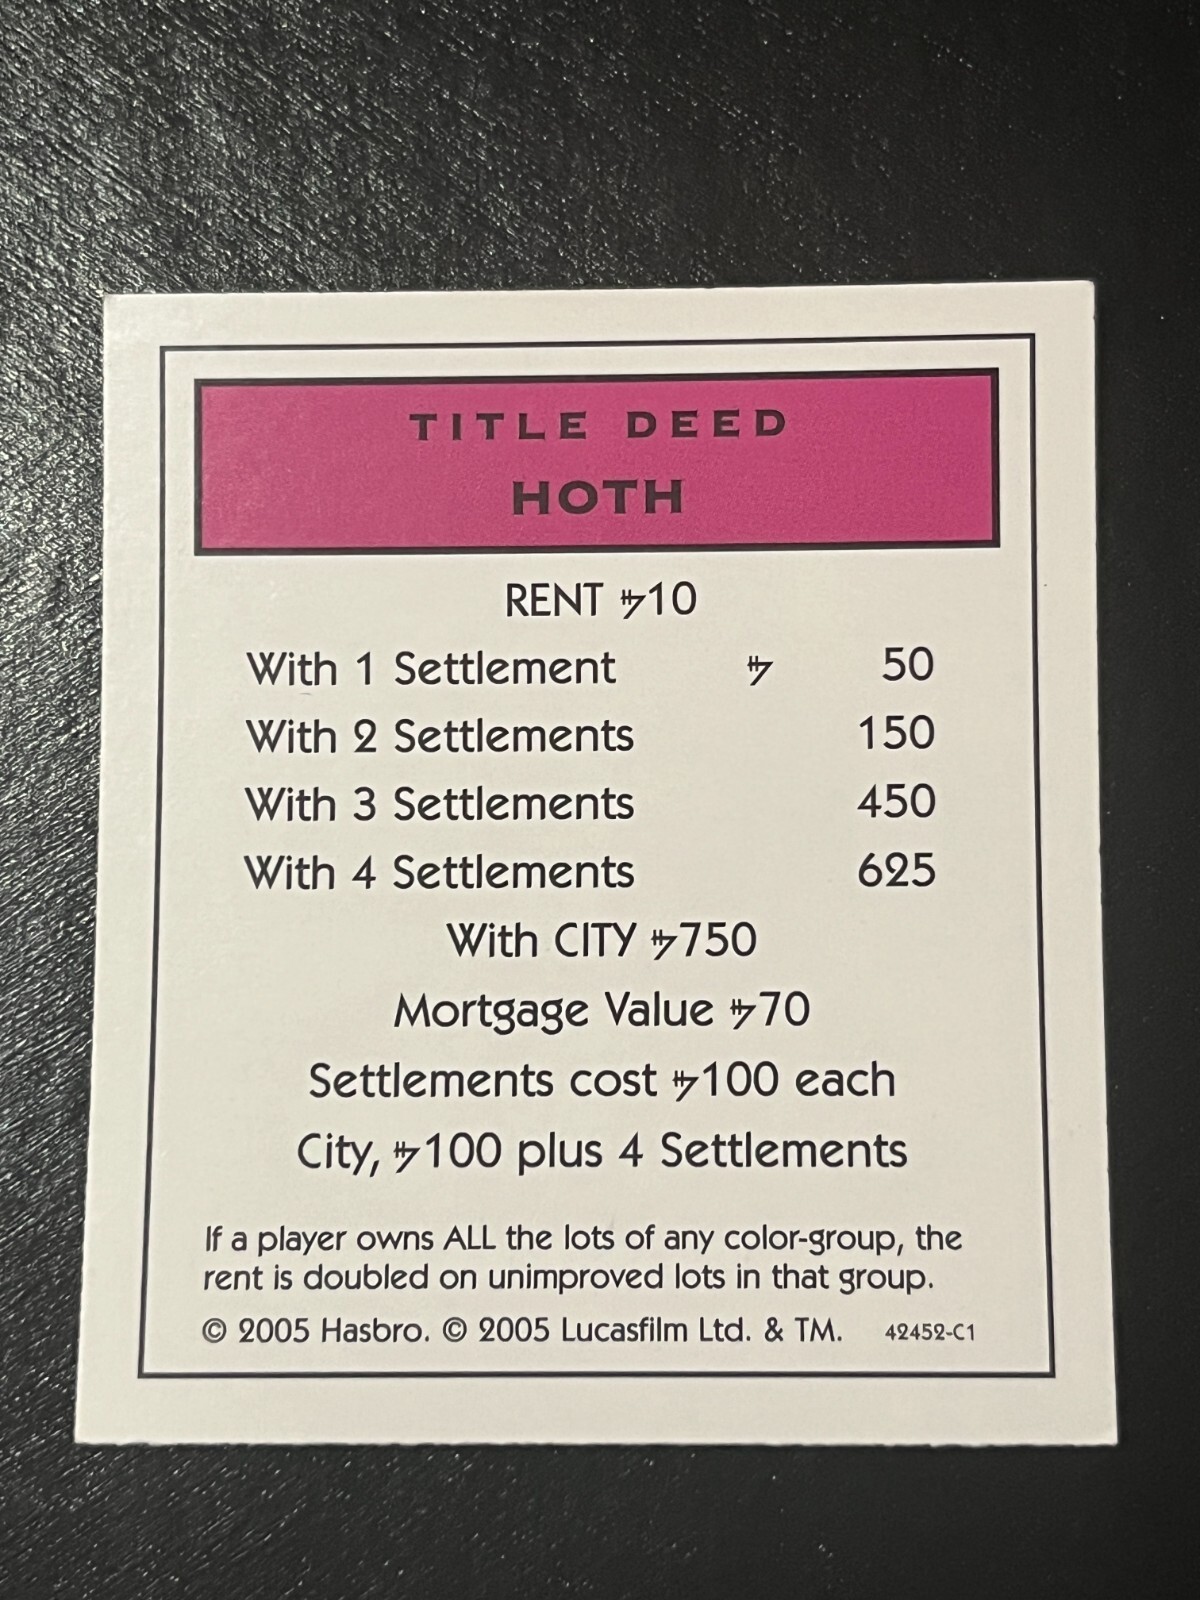 TITLE DEED
HOTH
RENT 10
With 1 Settlement 50
With 2 Settlements 150
With 3 Settlements 450
With 4 Settlements 625
With CITY 750
Mortgage Value 70
Settlements cost 100 each
City, 100 plus 4 Settlements
If a player owns ALL the lots of any color-group, the
rent is doubled on unimproved lots in that group.
© 2005 Hasbro. © 2005 Lucasfilm Ltd. & TM. 42452-C1